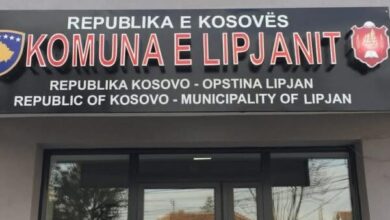 REPUBLIKA E KOSOVËS
KOMUNA E LIPJANIT
REPUBLIKA KOSOVO - OPSTINA LIPJAN
REPUBLIC OF KOSOVO - MUNICIPALITY OF LIPJAN